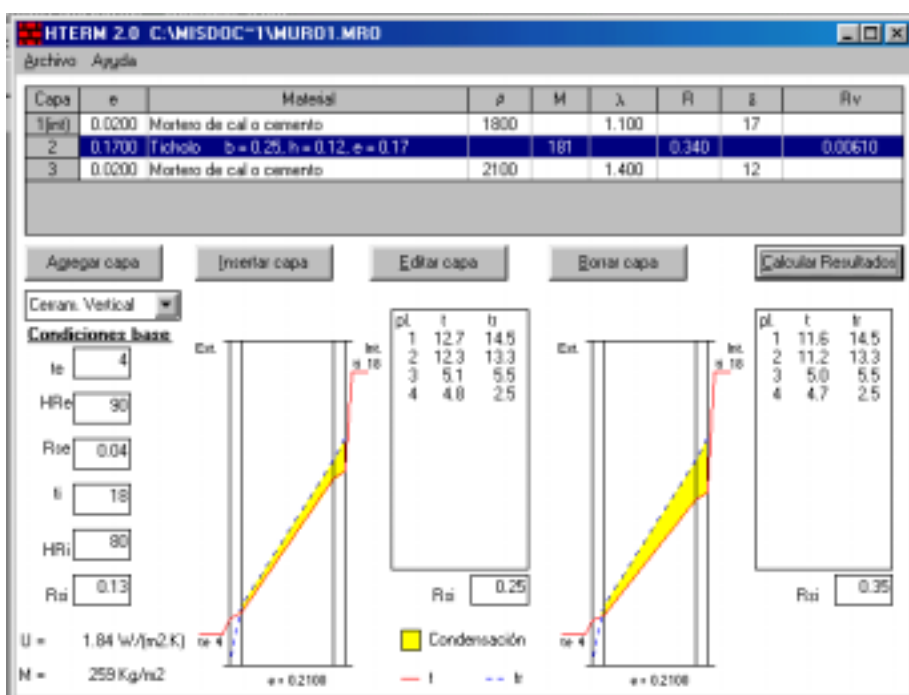 HTERM 2.0 C:\MISDOC~1\MURO1.MRO
Archivo Ayuda
Capa e Material ρ M λ R δ Rv
1(int) 0.0200 Mortero de cal o cemento 1800 1.100 17
2 0.1700 Ticholo b = 0.25, h = 0.12, e = 0.17 181 0.340 0.00610
3 0.0200 Mortero de cal o cemento 2100 1.400 12
Agregar capa Insertar capa Editar capa Borrar capa Calcular Resultados
Cerram. Vertical
Condiciones base
te 4
HRe 90
Rse 0.04
ti 18
HRi 80
Rsi 0.13
U = 1.84 W/(m2.K)
M = 259 Kg/m2
Ext. Int.
ti 18
te 4
e = 0.2100
pl. t tr
1 12.7 14.5
2 12.3 13.3
3 5.1 5.5
4 4.8 2.5
Rsi 0.25
Condensación
t tr
Ext. Int.
ti 18
te 4
e = 0.2100
pl. t tr
1 11.6 14.5
2 11.2 13.3
3 5.0 5.5
4 4.7 2.5
Rsi 0.35